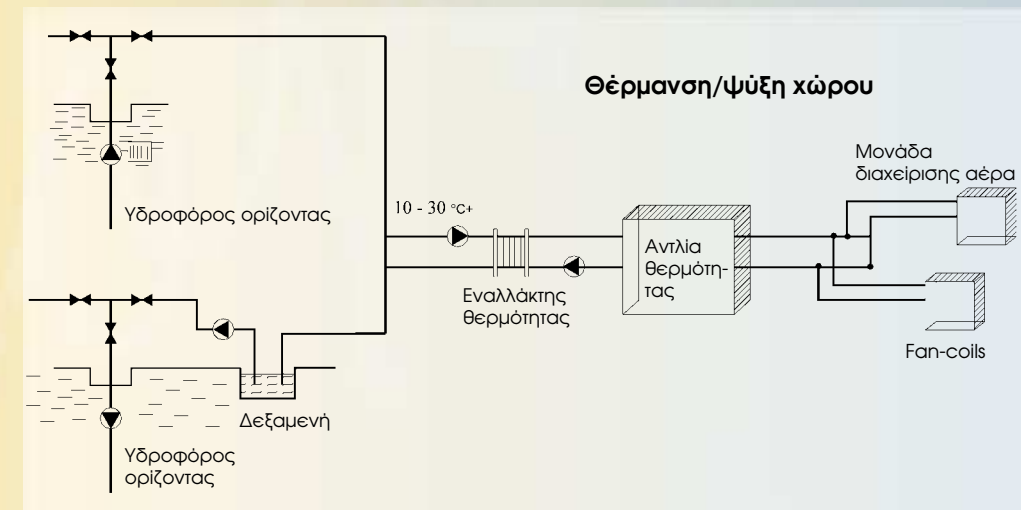 Θέρμανση/ψύξη χώρου
Μονάδα
διαχείρισης αέρα
Υδροφόρος ορίζοντας
10 - 30 °C+
Αντλία
θερμότη-
τας
Εναλλάκτης
θερμότητας
Fan-coils
Δεξαμενή
Υδροφόρος
ορίζοντας